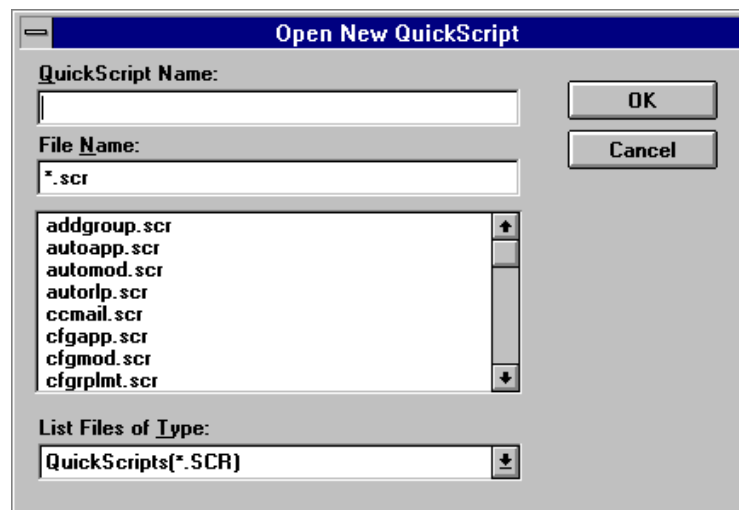 Open New QuickScript
QuickScript Name:
OK
File Name:
Cancel
*.scr
addgroup.scr
autoapp.scr
automod.scr
autorlp.scr
ccmail.scr
cfgapp.scr
cfgmod.scr
cfgrplmt.scr
List Files of Type:
QuickScripts(*.SCR)